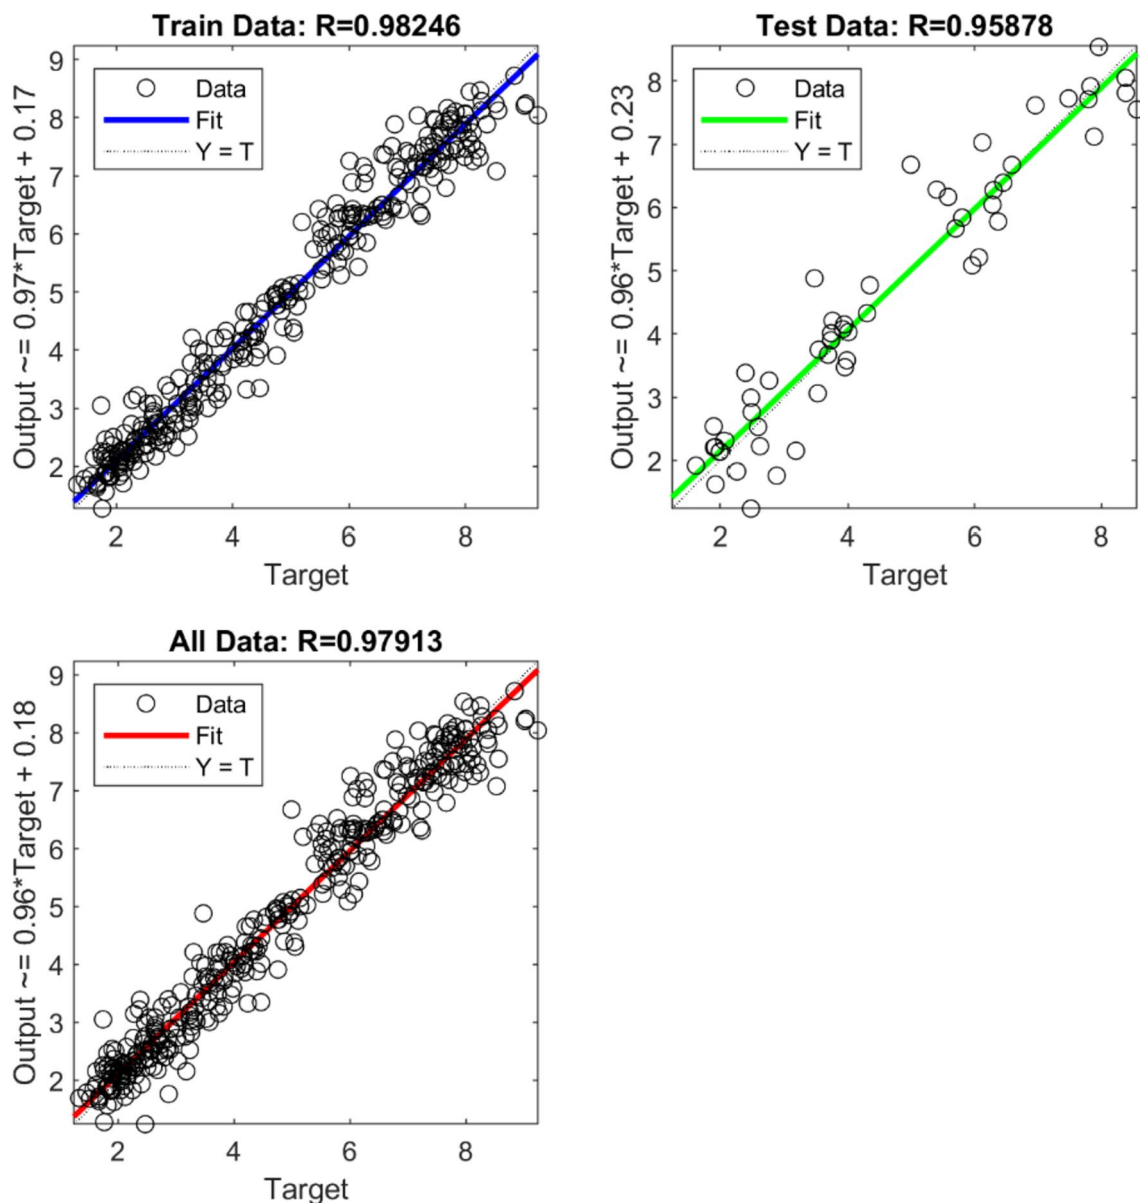 Train Data: R=0.98246
Output ~= 0.97*Target + 0.17
9
8
7
6
5
4
3
2
Data
Fit
Y = T
2
4
6
8
Target
Test Data: R=0.95878
Output ~= 0.96*Target + 0.23
8
7
6
5
4
3
2
Data
Fit
Y = T
2
4
6
8
Target
All Data: R=0.97913
Output ~= 0.96*Target + 0.18
9
8
7
6
5
4
3
2
Data
Fit
Y = T
2
4
6
8
Target